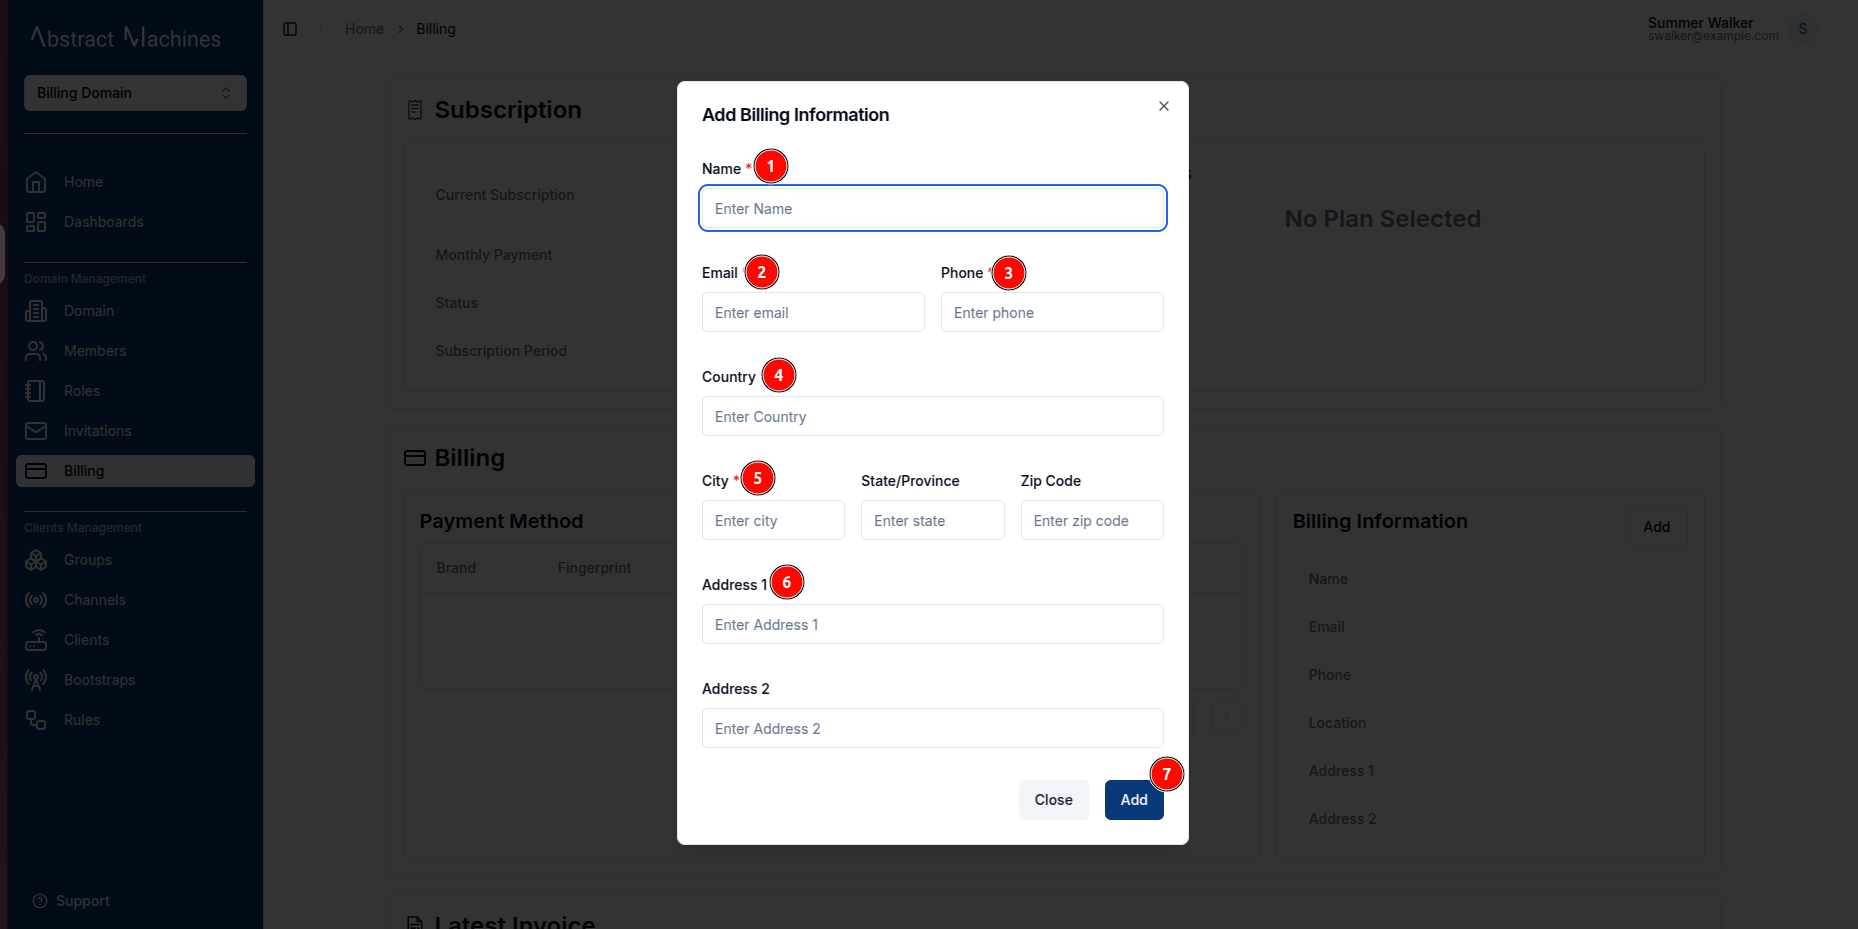 Abstract Machines
Billing Domain
Home
Dashboards
Domain Management
Domain
Members
Roles
Invitations
Billing
Clients Management
Groups
Channels
Clients
Bootstraps
Rules
Support
Home > Billing
Summer Walker
swalker@example.com
S
Subscription
Current Subscription
Monthly Payment
Status
Subscription Period
No Plan Selected
Billing
Payment Method
Brand Fingerprint
Billing Information
Add
Name
Email
Phone
Location
Address 1
Address 2
Latest Invoice
Add Billing Information
Name * 1
Enter Name
Email 2 Phone * 3
Enter email Enter phone
Country 4
Enter Country
City * 5 State/Province Zip Code
Enter city Enter state Enter zip code
Address 1 6
Enter Address 1
Address 2
Enter Address 2
7
Close Add